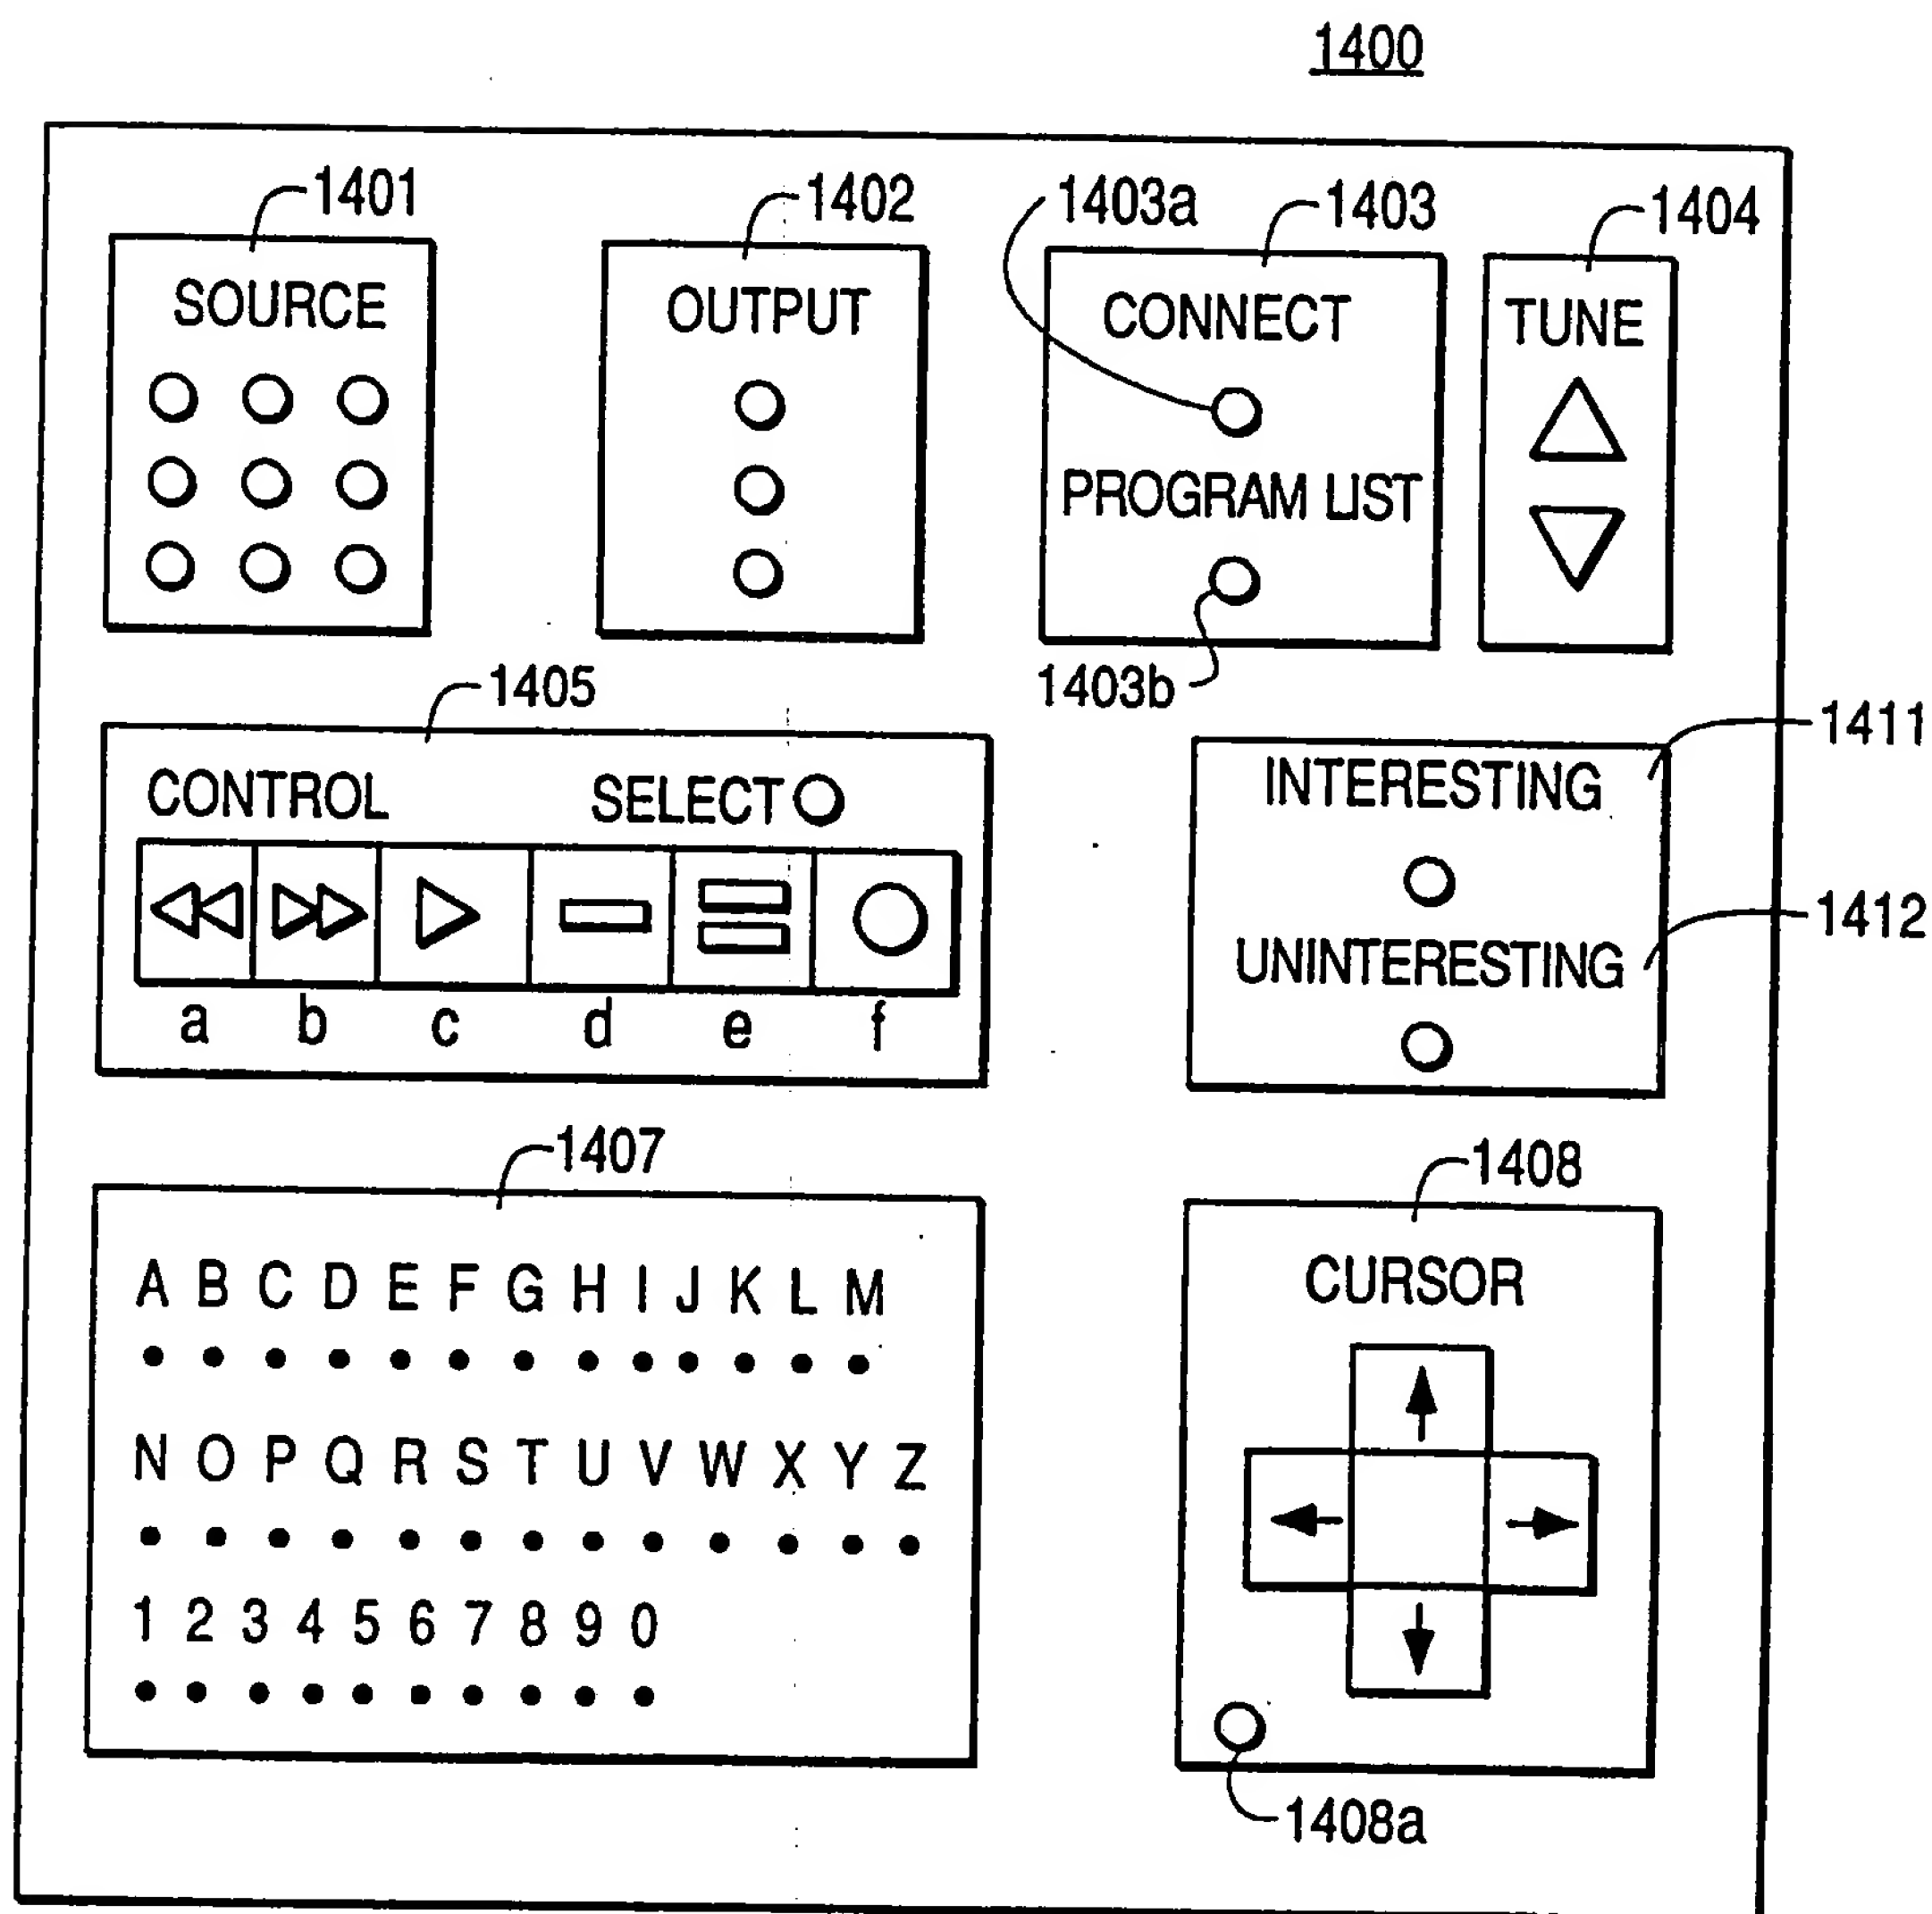 1400
1401
1402
1403a
1403
1404
SOURCE
OUTPUT
CONNECT
TUNE
PROGRAM LIST
1403b
1405
1411
CONTROL
SELECT
INTERESTING
1412
UNINTERESTING
a b c d e f
1407
1408
A B C D E F G H I J K L M
CURSOR
N O P Q R S T U V W X Y Z
1 2 3 4 5 6 7 8 9 0
1408a